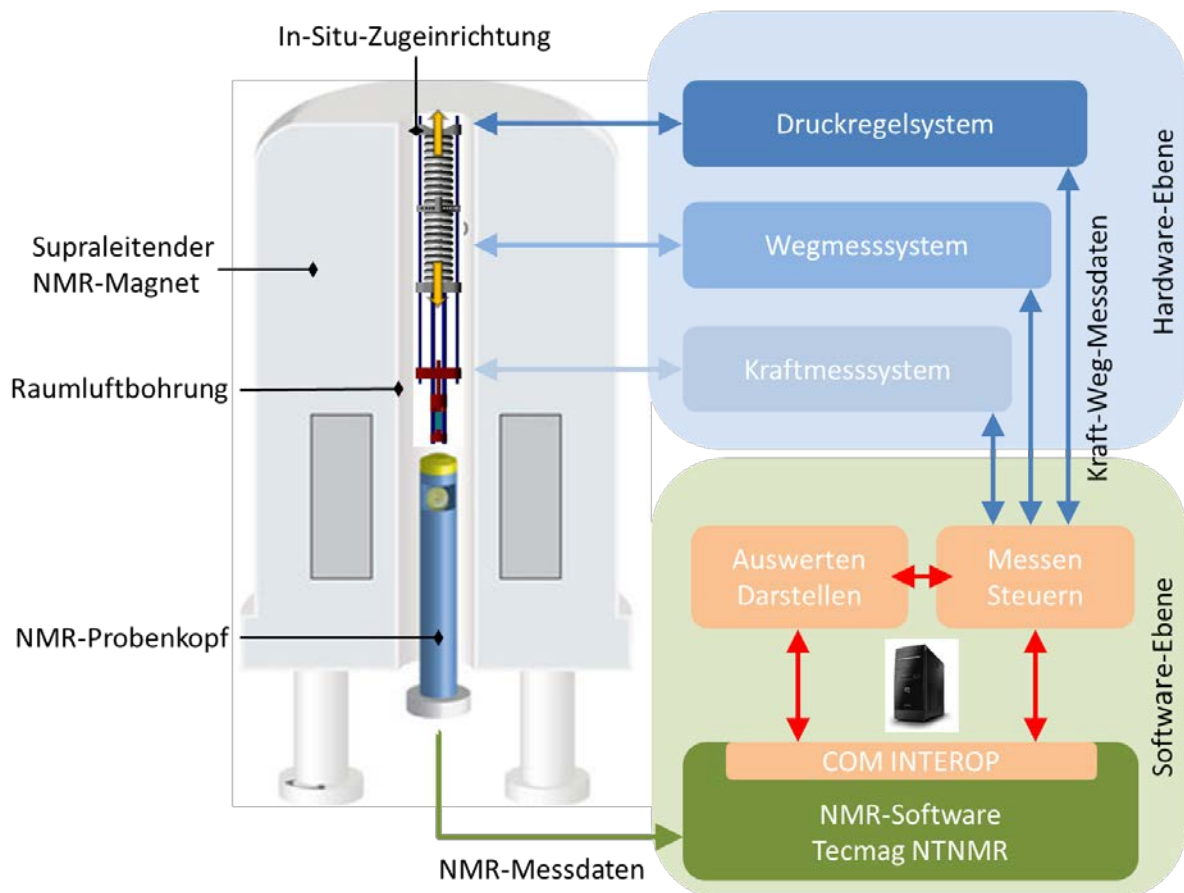 In-Situ-Zugeinrichtung
Supraleitender
NMR-Magnet
Raumluftbohrung
NMR-Probenkopf
Druckregelsystem
Wegmesssystem
Kraftmesssystem
Hardware-Ebene
Kraft-Weg-Messdaten
Auswerten
Darstellen
Messen
Steuern
Software-Ebene
COM INTEROP
NMR-Software
Tecmag NTNMR
NMR-Messdaten